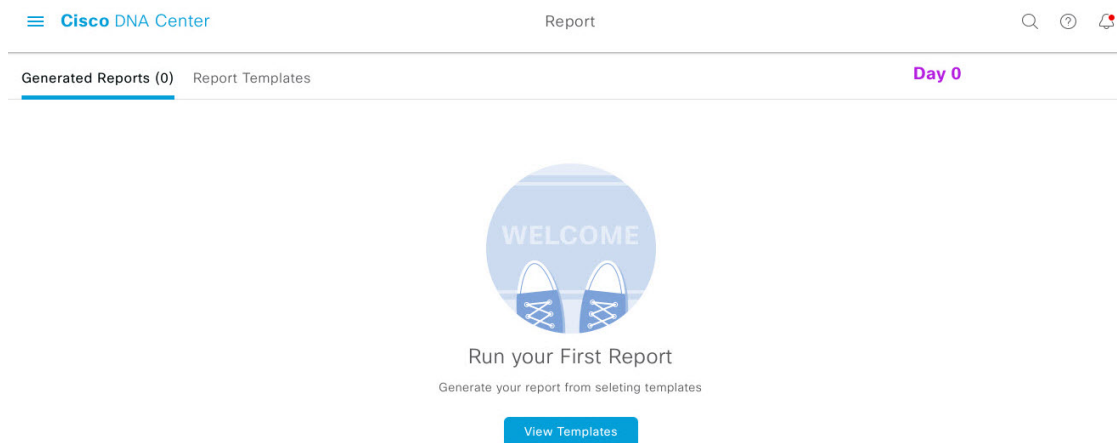 Cisco DNA Center
Report
Generated Reports (0)
Report Templates
Day 0
WELCOME
Run your First Report
Generate your report from seleting templates
View Templates